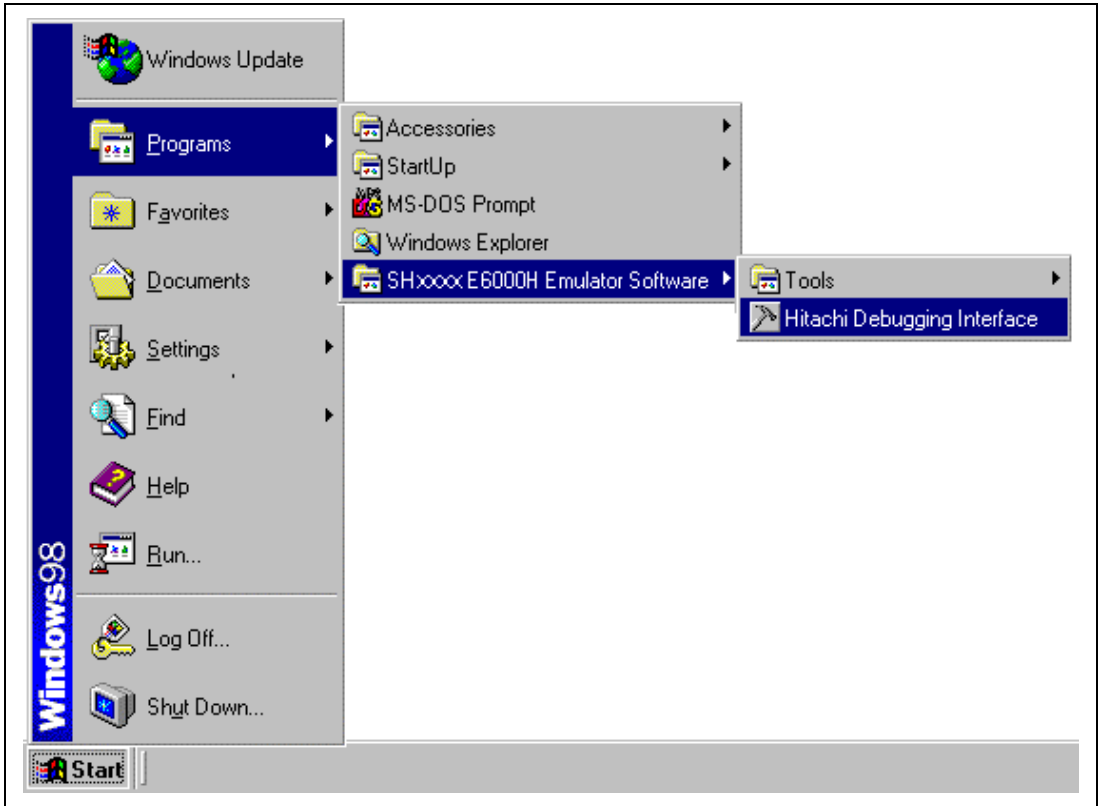 Windows Update
Programs
Favorites
Documents
Settings
Find
Help
Run...
Log Off...
Shut Down...
Windows98
Start
Accessories
StartUp
MS-DOS Prompt
Windows Explorer
SHxxxx E6000H Emulator Software
Tools
Hitachi Debugging Interface